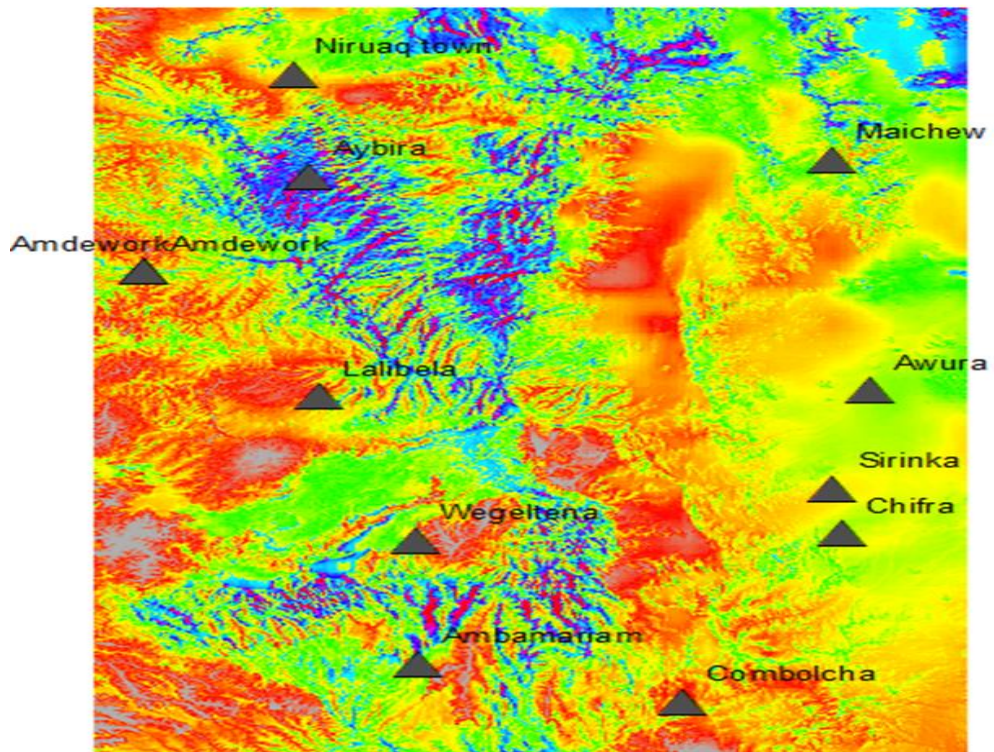 Niruaq town
Maichew
Aybira
AmdeworkAmdework
Awura
Lalibela
Sirinka
Chifra
Wegeltena
Ambamariam
Combolcha